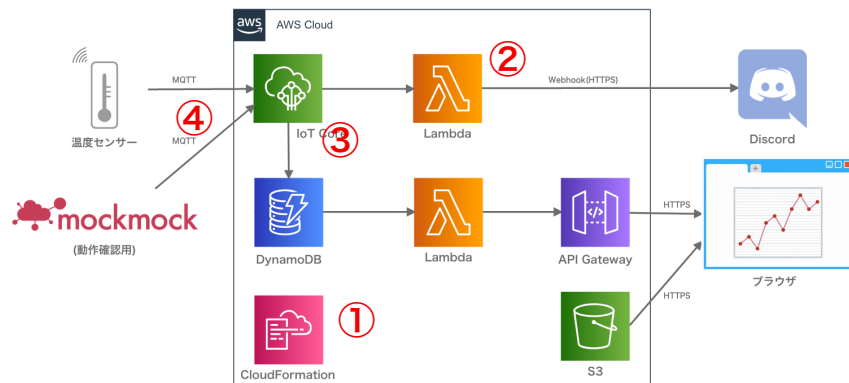 aws
AWS Cloud
MQTT
②
Webhook(HTTPS)
④
IoT Core
③
Lambda
Discord
温度センサー
MQTT
+
mockmock
(動作確認用)
HTTPS
DynamoDB
Lambda
API Gateway
ブラウザ
HTTPS
①
CloudFormation
S3